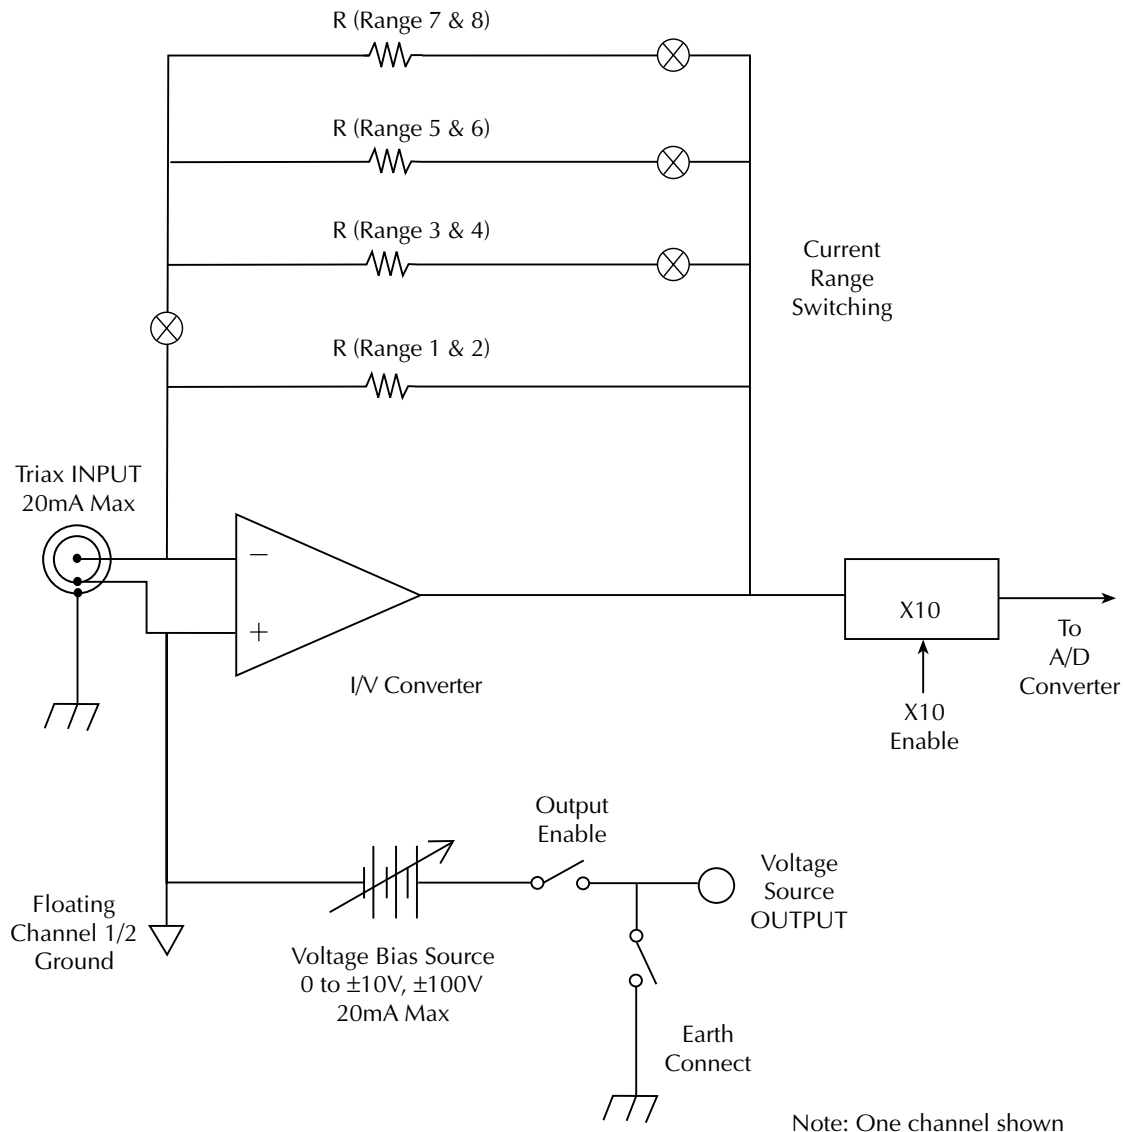 R (Range 7 & 8)
R (Range 5 & 6)
R (Range 3 & 4)
Current
Range
Switching
R (Range 1 & 2)
Triax INPUT
20mA Max
−
+
I/V Converter
X10
To
A/D
Converter
X10
Enable
Output
Enable
Voltage
Source
OUTPUT
Floating
Channel 1/2
Ground
Voltage Bias Source
0 to ±10V, ±100V
20mA Max
Earth
Connect
Note: One channel shown